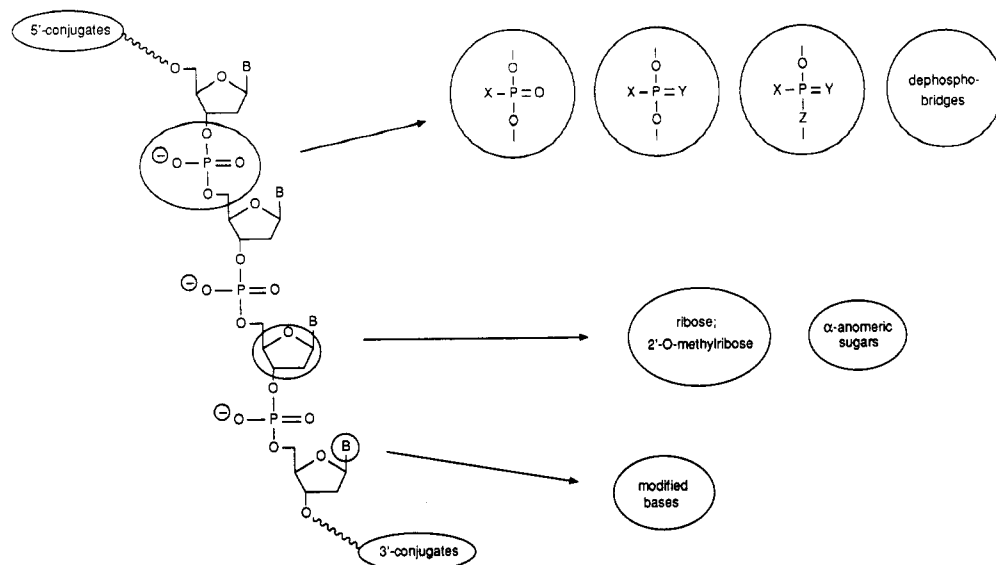 5'-conjugates
O
O
B
O
⊖
O
P
O
O
O
B
O
⊖
O
P
O
O
O
B
O
⊖
O
P
O
O
O
B
O
3'-conjugates
O
X
P
O
O
O
X
P
Y
O
O
X
P
Y
Z
dephospho-
bridges
ribose;
2'-O-methylribose
α-anomeric
sugars
modified
bases